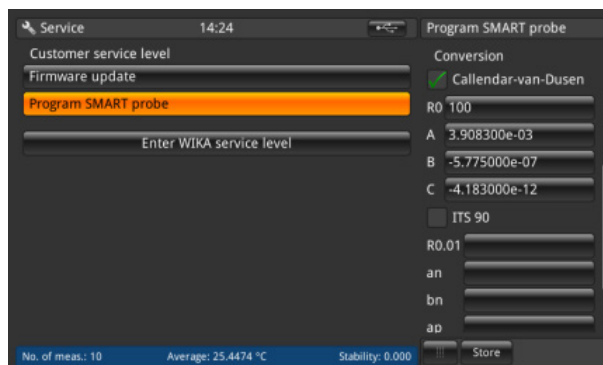 Service 14:24
Customer service level
Firmware update
Program SMART probe
Enter WIKA service level
No. of meas.: 10 Average: 25.4474 °C Stability: 0.000
Program SMART probe
Conversion
Callendar-van-Dusen
R0 100
A 3.908300e-03
B -5.775000e-07
C -4.183000e-12
ITS 90
R0.01
an
bn
ap
Store